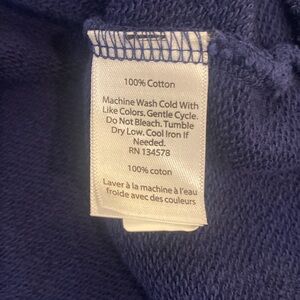 100% Cotton
Machine Wash Cold With
Like Colors. Gentle Cycle.
Do Not Bleach. Tumble
Dry Low. Cool Iron If
Needed.
RN 134578
100% coton
Laver à la machine à l'eau
froide avec des couleurs